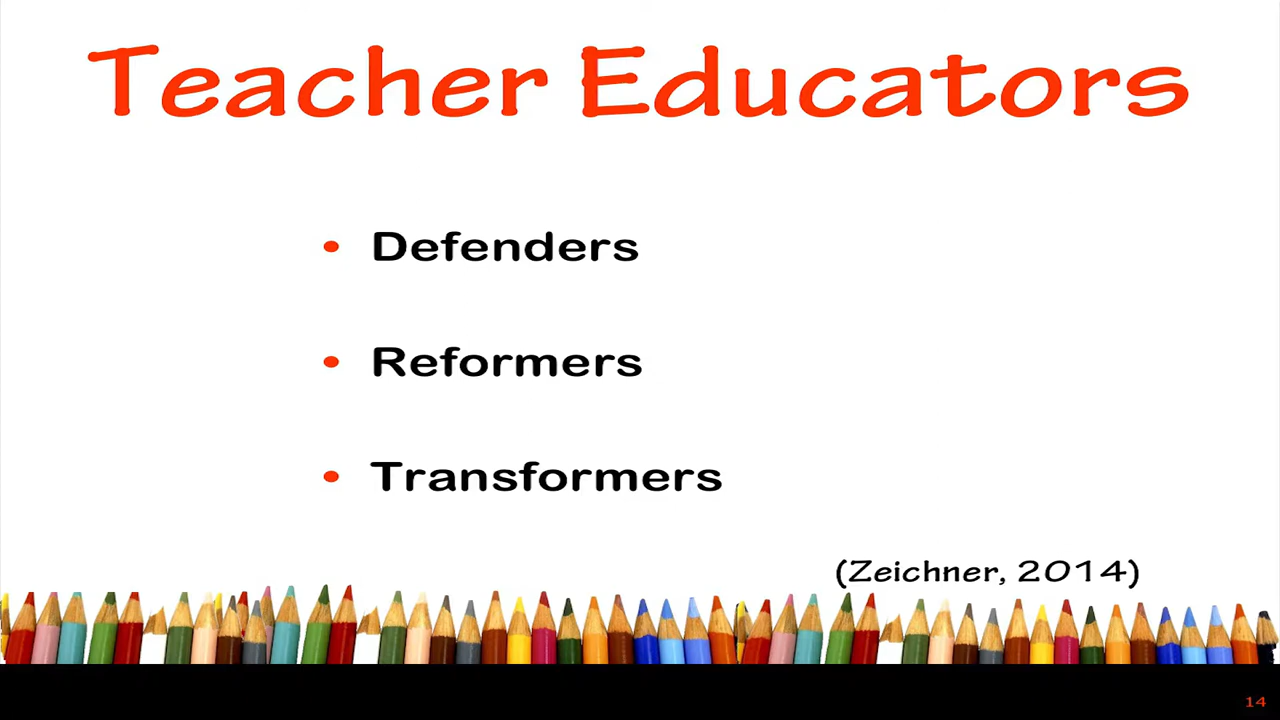 Teacher Educators
• Defenders
• Reformers
• Transformers
(Zeichner, 2014)
14